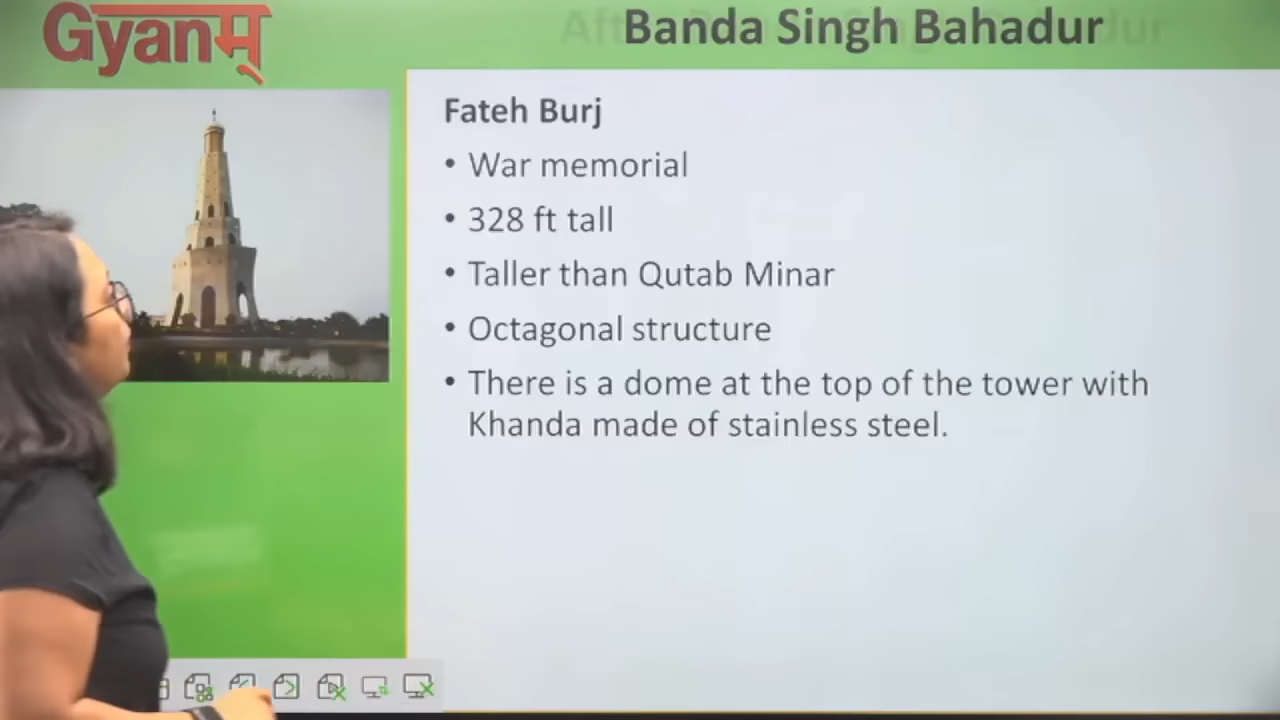 Gyanम्
Banda Singh Bahadur
Fateh Burj
• War memorial
• 328 ft tall
• Taller than Qutab Minar
• Octagonal structure
• There is a dome at the top of the tower with
Khanda made of stainless steel.